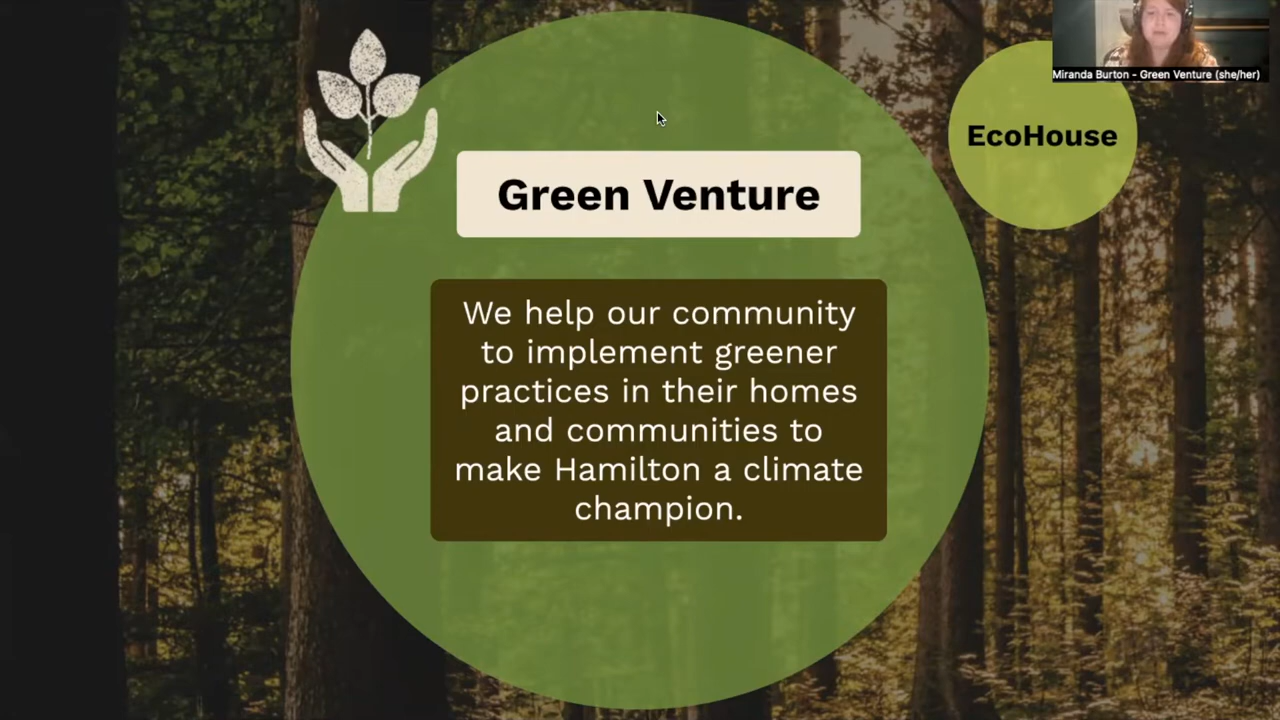 Miranda Burton - Green Venture (she/her)
EcoHouse
Green Venture
We help our community
to implement greener
practices in their homes
and communities to
make Hamilton a climate
champion.